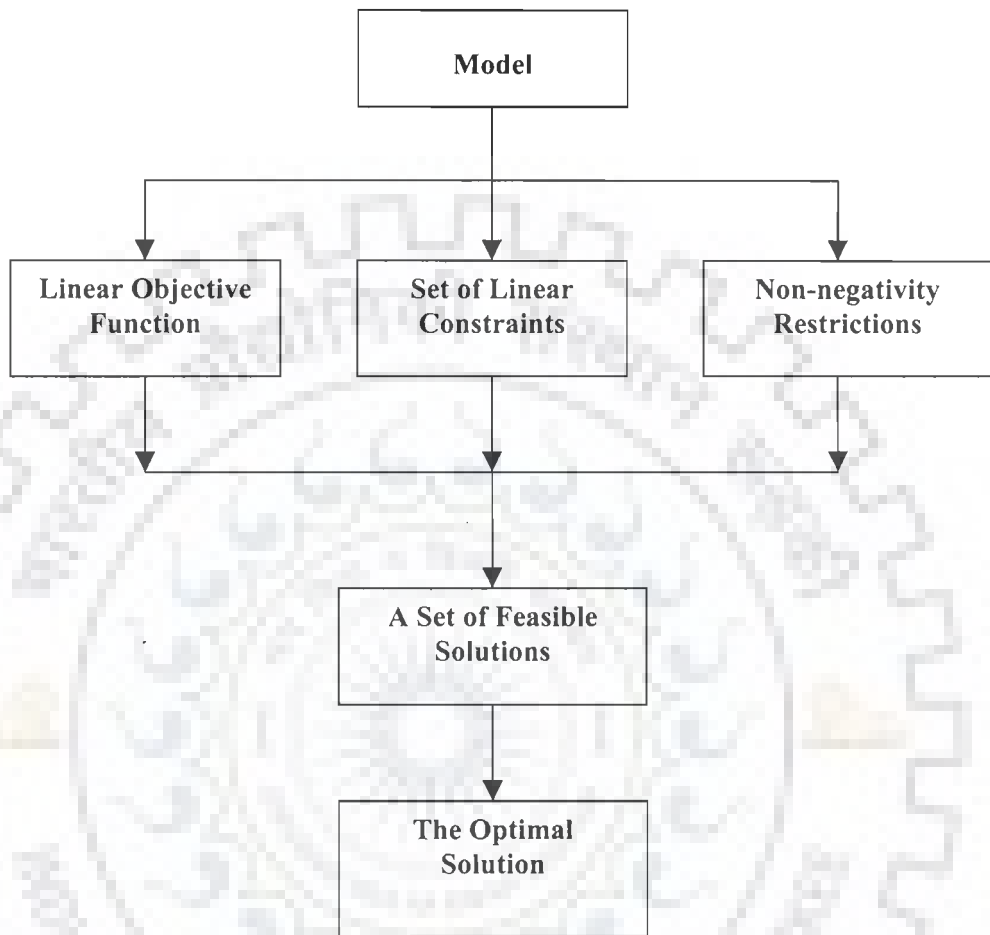 Model
Linear Objective
Function
Set of Linear
Constraints
Non-negativity
Restrictions
A Set of Feasible
Solutions
The Optimal
Solution